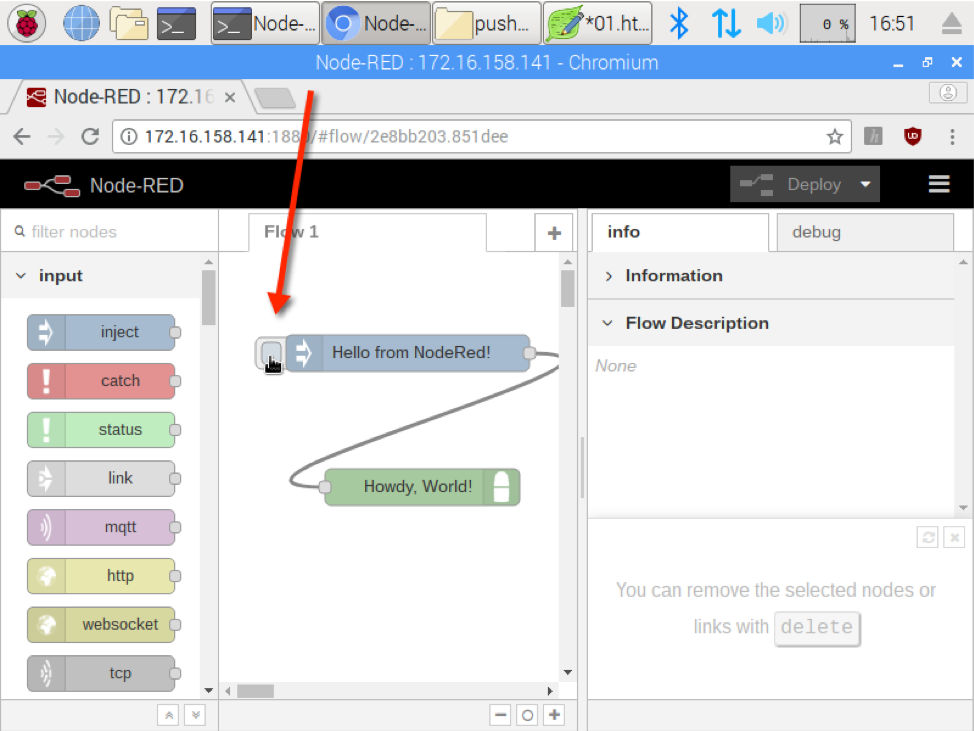 Node-...
Node-...
push...
*01.ht...
0 %
16:51
Node-RED : 172.16.158.141 - Chromium
Node-RED : 172.16
172.16.158.141:1880/#flow/2e8bb203.851dee
h
Node-RED
Deploy
filter nodes
Flow 1
info
debug
input
Information
inject
Flow Description
Hello from NodeRed!
None
catch
status
link
Howdy, World!
mqtt
http
You can remove the selected nodes or
links with delete
websocket
tcp